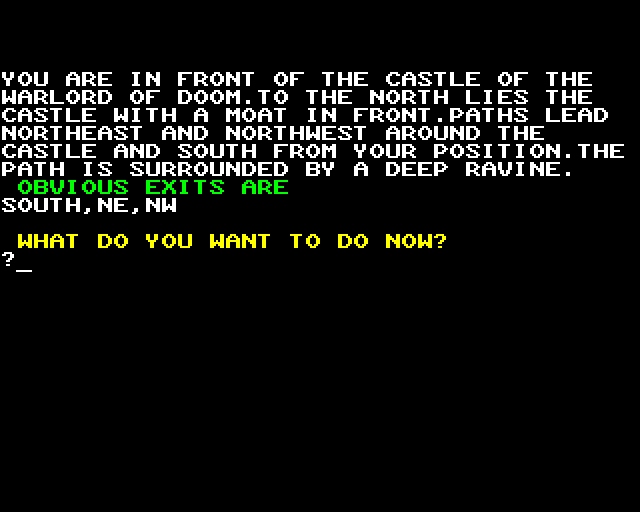 YOU ARE IN FRONT OF THE CASTLE OF THE
WARLORD OF DOOM.TO THE NORTH LIES THE
CASTLE WITH A MOAT IN FRONT.PATHS LEAD
NORTHEAST AND NORTHWEST AROUND THE
CASTLE AND SOUTH FROM YOUR POSITION.THE
PATH IS SURROUNDED BY A DEEP RAVINE.
OBVIOUS EXITS ARE
SOUTH,NE,NW
WHAT DO YOU WANT TO DO NOW?
?_